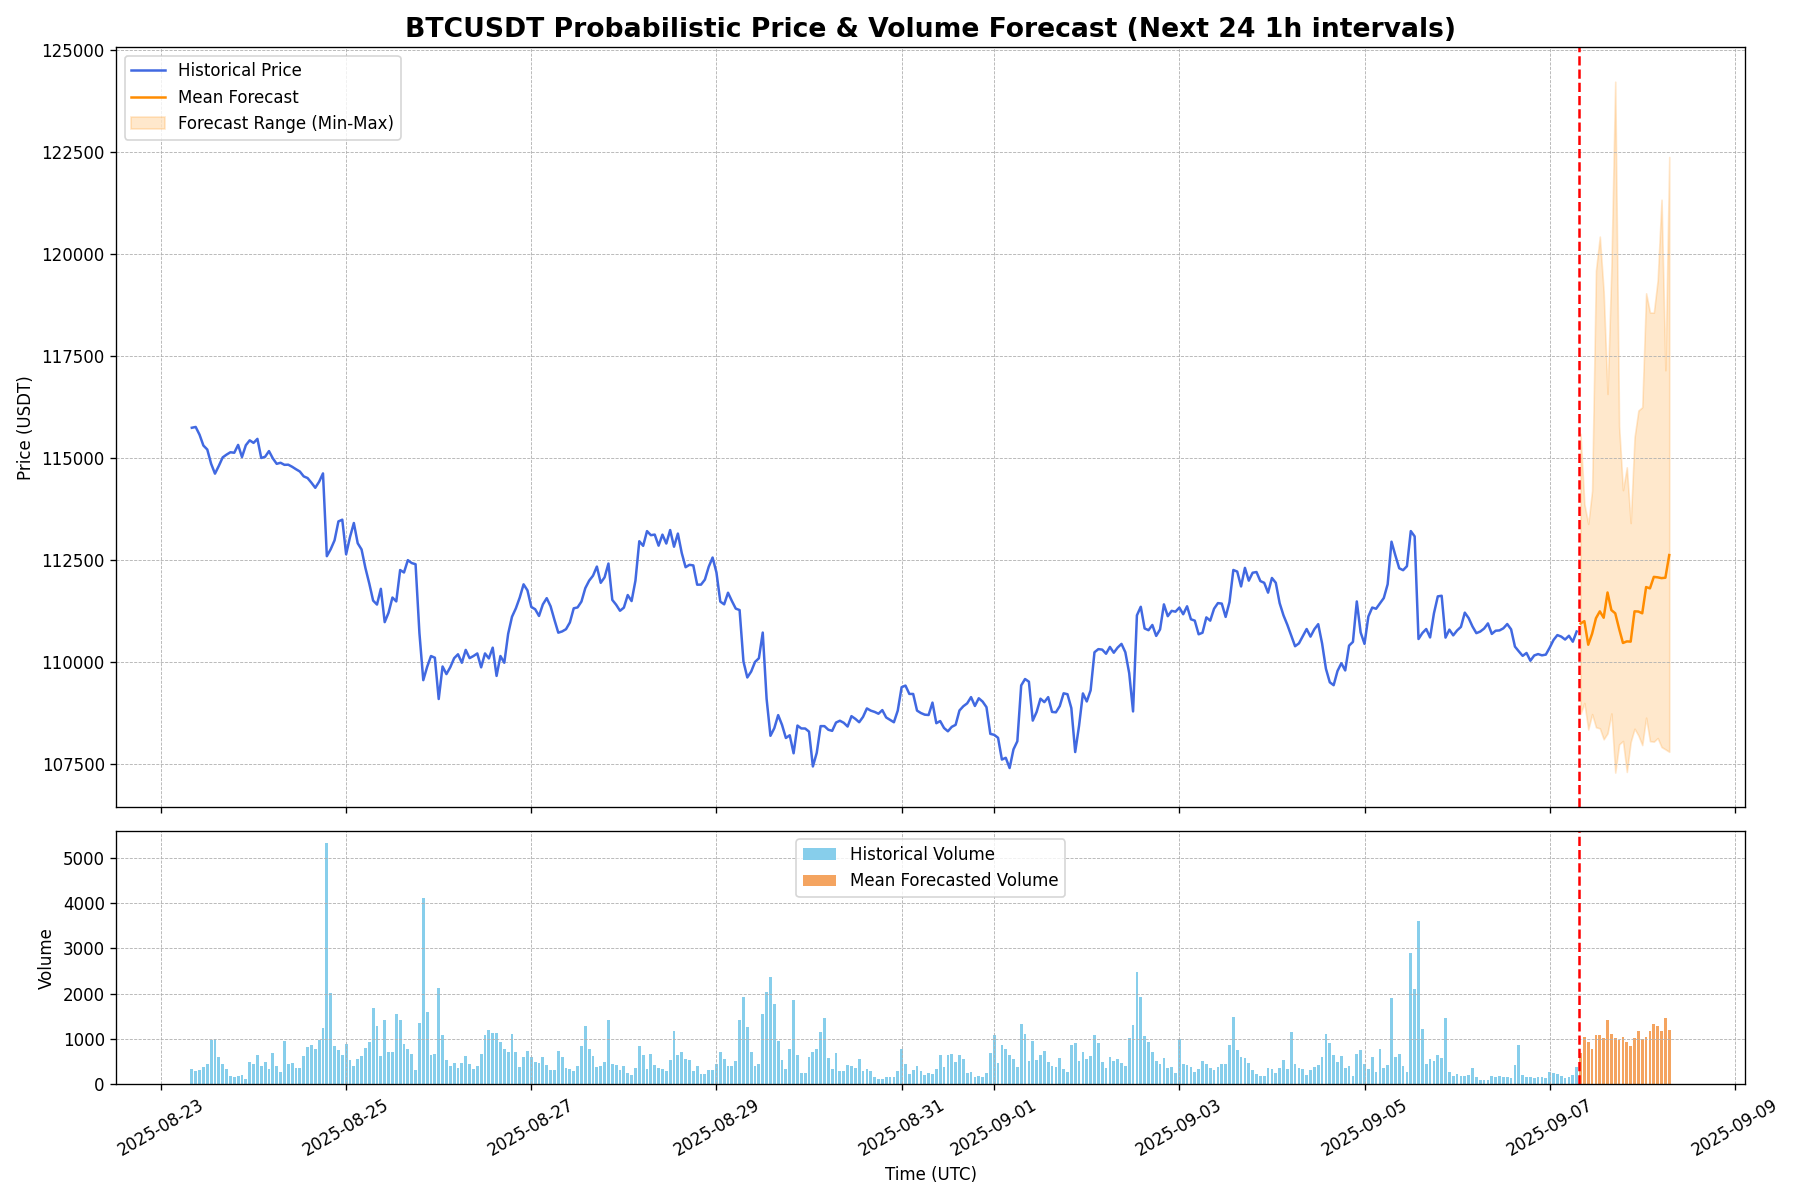 BTCUSDT Probabilistic Price & Volume Forecast (Next 24 1h intervals)
Historical Price
Mean Forecast
Forecast Range (Min-Max)
Price (USDT)
125000
122500
120000
117500
115000
112500
110000
107500
Historical Volume
Mean Forecasted Volume
Volume
5000
4000
3000
2000
1000
0
2025-08-23
2025-08-25
2025-08-27
2025-08-29
2025-08-31
2025-09-01
2025-09-03
2025-09-05
2025-09-07
2025-09-09
Time (UTC)